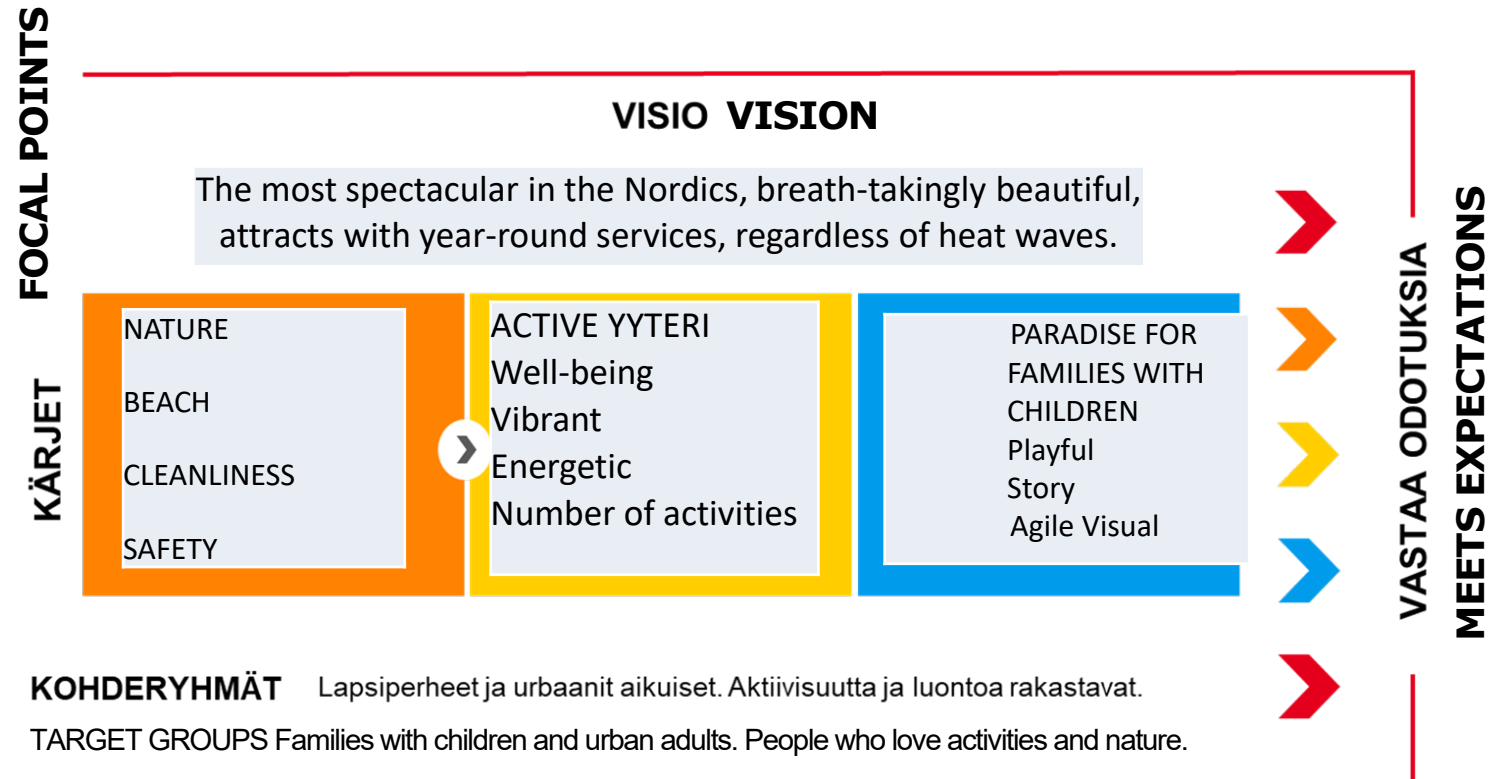 FOCAL POINTS
KÄRJET
VISIO VISION
The most spectacular in the Nordics, breath-takingly beautiful,
attracts with year-round services, regardless of heat waves.
NATURE
BEACH
CLEANLINESS
SAFETY
ACTIVE YYTERI
Well-being
Vibrant
Energetic
Number of activities
PARADISE FOR
FAMILIES WITH
CHILDREN
Playful
Story
Agile Visual
VASTAA ODOTUKSIA
MEETS EXPECTATIONS
KOHDERYHMÄT Lapsiperheet ja urbaanit aikuiset. Aktiivisuutta ja luontoa rakastavat.
TARGET GROUPS Families with children and urban adults. People who love activities and nature.